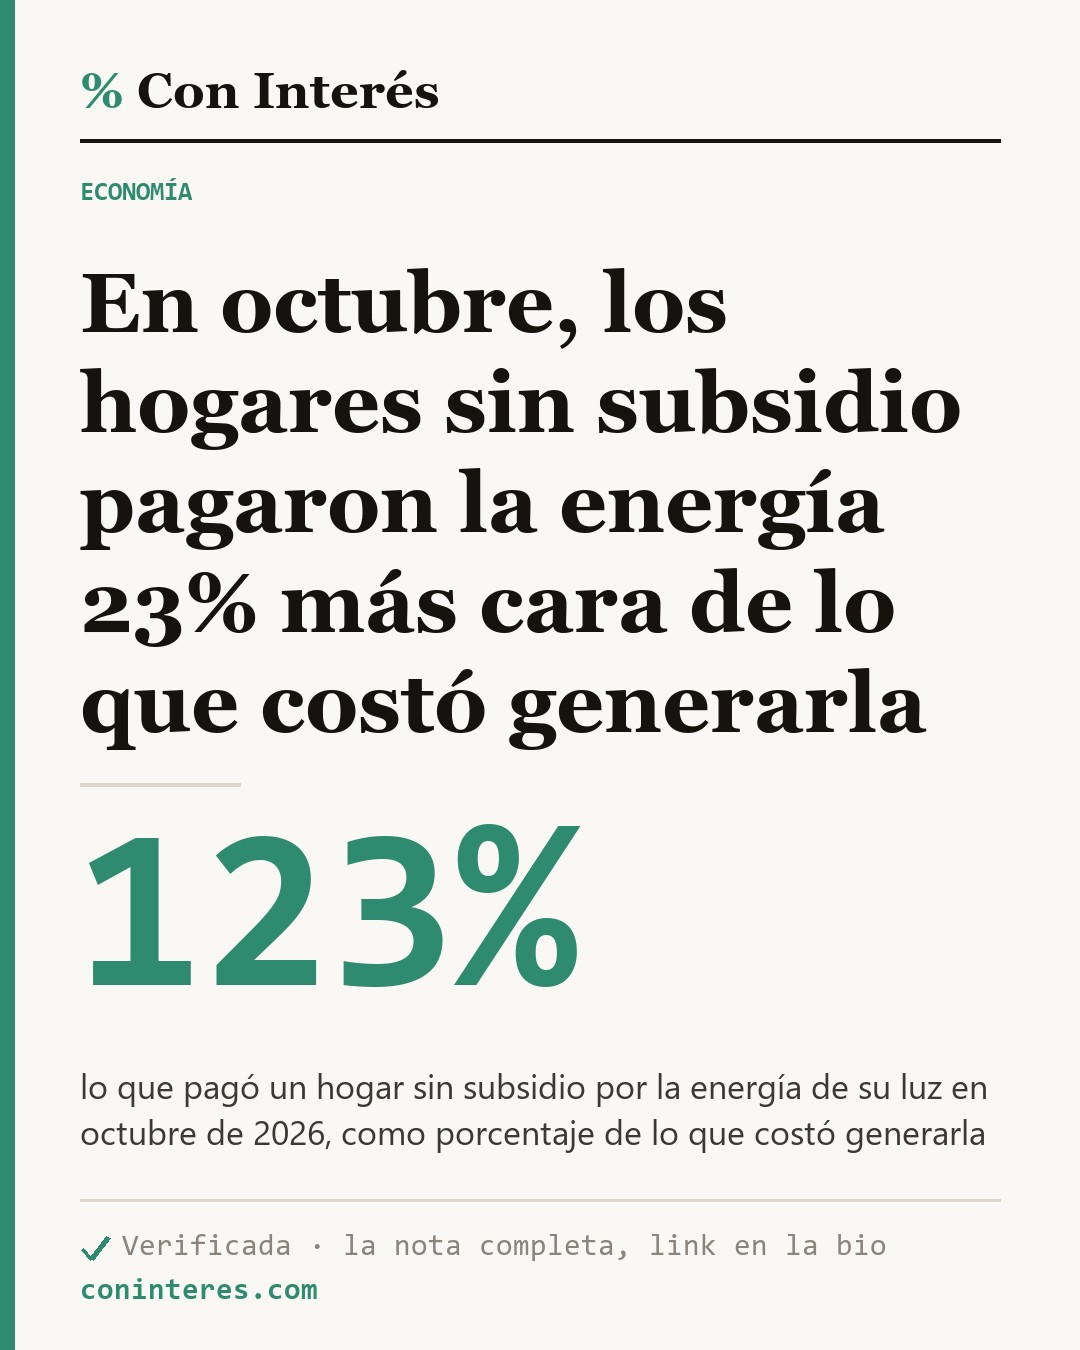 % Con Interés
ECONOMÍA
En octubre, los
hogares sin subsidio
pagaron la energía
23% más cara de lo
que costó generarla
123%
lo que pagó un hogar sin subsidio por la energía de su luz en
octubre de 2026, como porcentaje de lo que costó generarla
✓ Verificada · la nota completa, link en la bio
coninteres.com